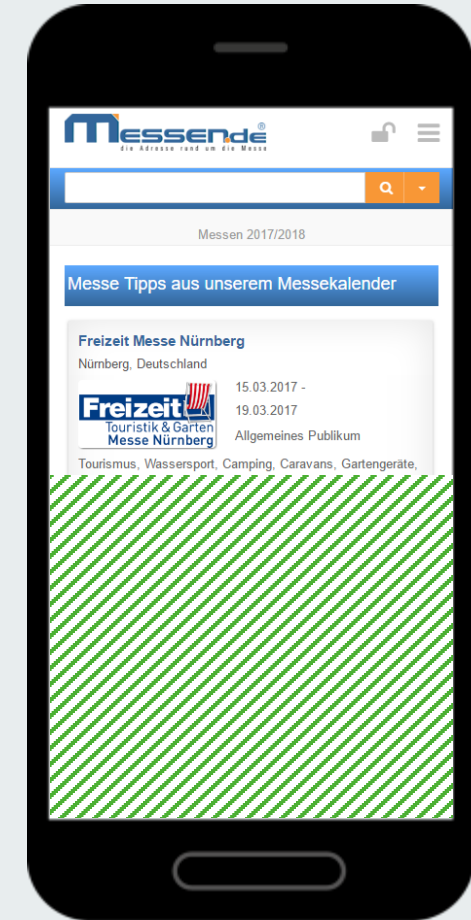 Messen.de®
die Adresse rund um die Messe
Messen 2017/2018
Messe Tipps aus unserem Messekalender
Freizeit Messe Nürnberg
Nürnberg, Deutschland
Freizeit
Touristik & Garten
Messe Nürnberg
15.03.2017 -
19.03.2017
Allgemeines Publikum
Tourismus, Wassersport, Camping, Caravans, Gartengeräte,